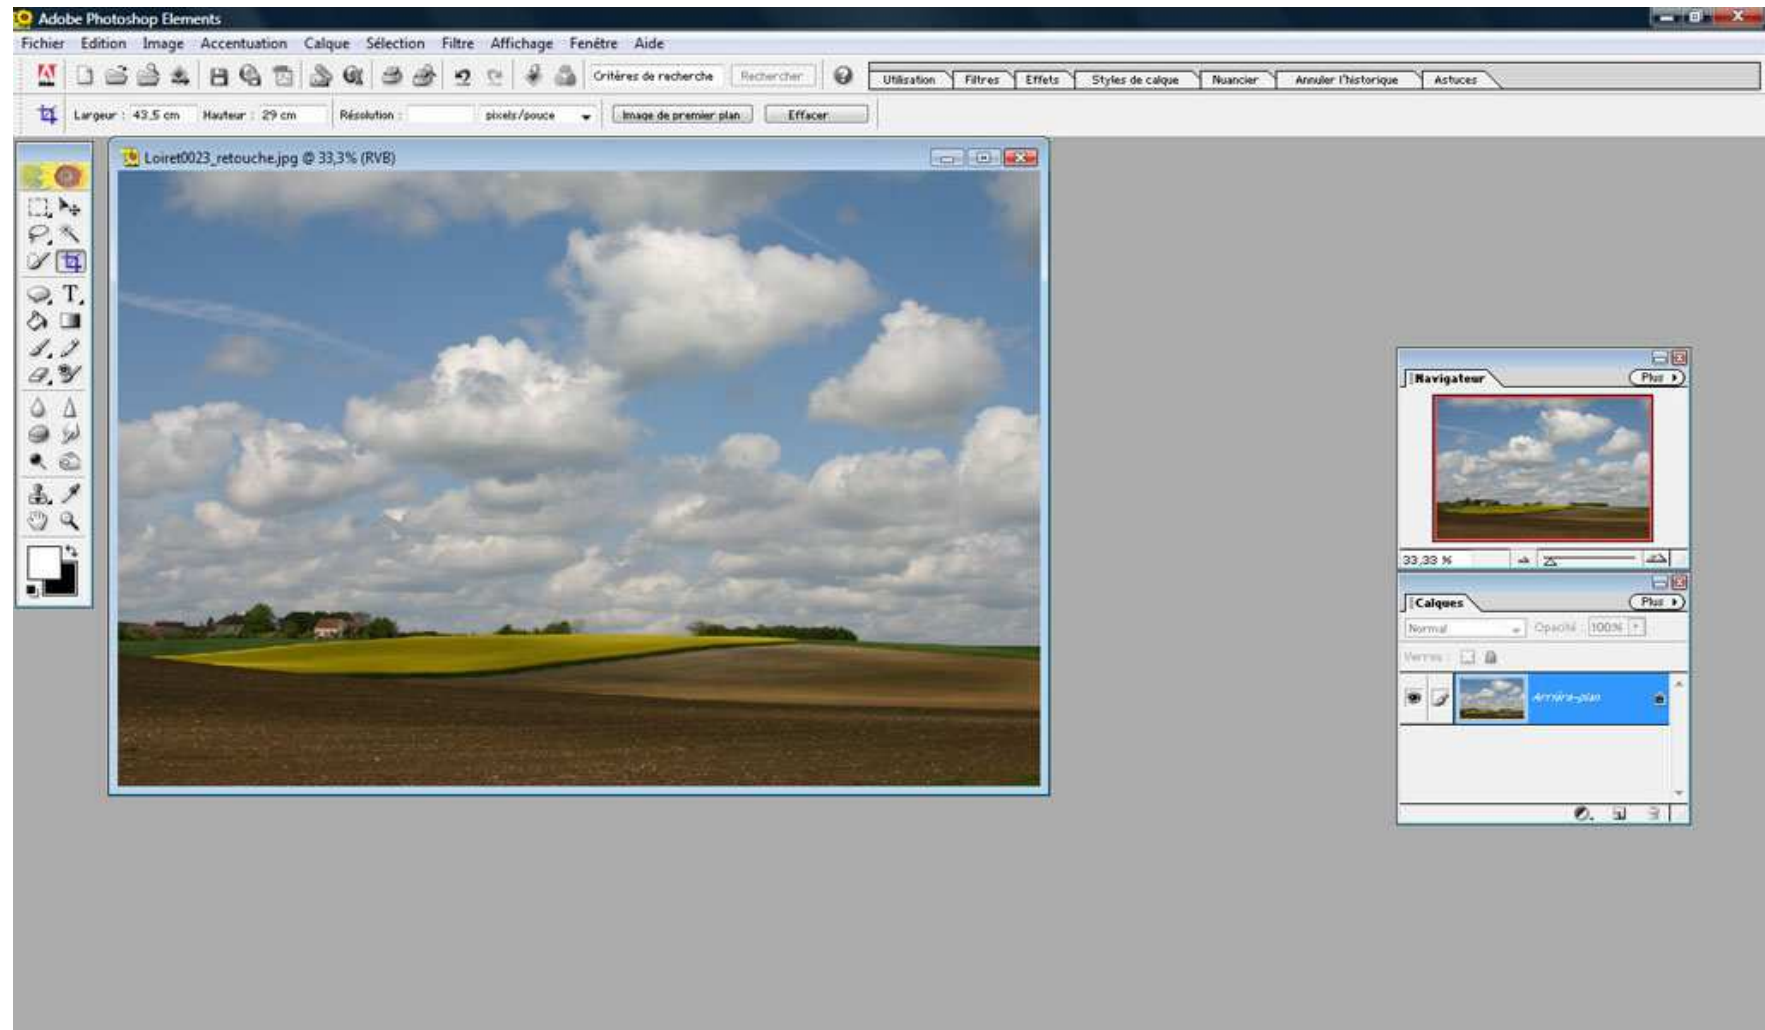 Adobe Photoshop Elements
Fichier Edition Image Accentuation Calque Sélection Filtre Affichage Fenêtre Aide
Critères de recherche Rechercher Utilisation Filtres Effets Styles de calque Nuancier Annuler l'historique Astuces
Largeur : 43,5 cm Hauteur : 29 cm Résolution : pixels/pouce Image de premier plan Effacer
Loiret0023_retouche.jpg @ 33,3% (RVB)
Navigateur Plus
33,33 %
Calques Plus
Normal Opacité : 100%
Verrou :
Arrière-plan